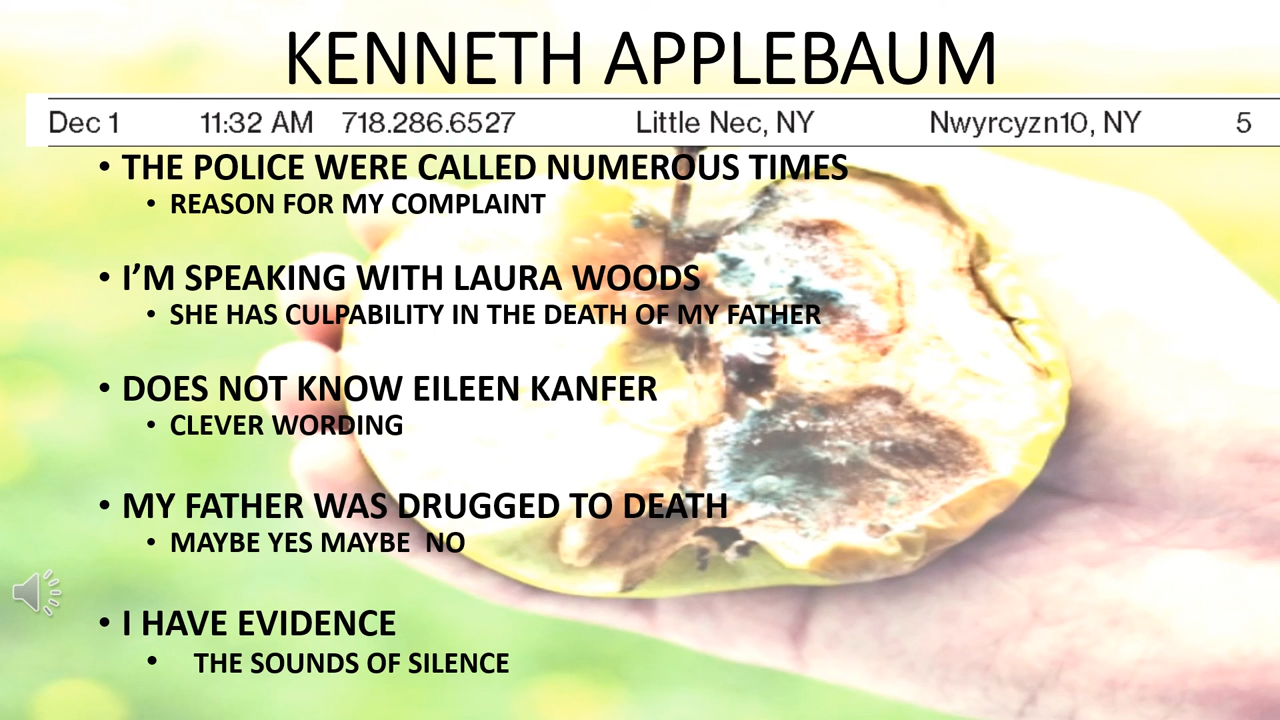 KENNETH APPLEBAUM
Dec 1 11:32 AM 718.286.6527 Little Nec, NY Nwyrcyzn10, NY 5
• THE POLICE WERE CALLED NUMEROUS TIMES
• REASON FOR MY COMPLAINT
• I’M SPEAKING WITH LAURA WOODS
• SHE HAS CULPABILITY IN THE DEATH OF MY FATHER
• DOES NOT KNOW EILEEN KANFER
• CLEVER WORDING
• MY FATHER WAS DRUGGED TO DEATH
• MAYBE YES MAYBE  NO
• I HAVE EVIDENCE
• THE SOUNDS OF SILENCE